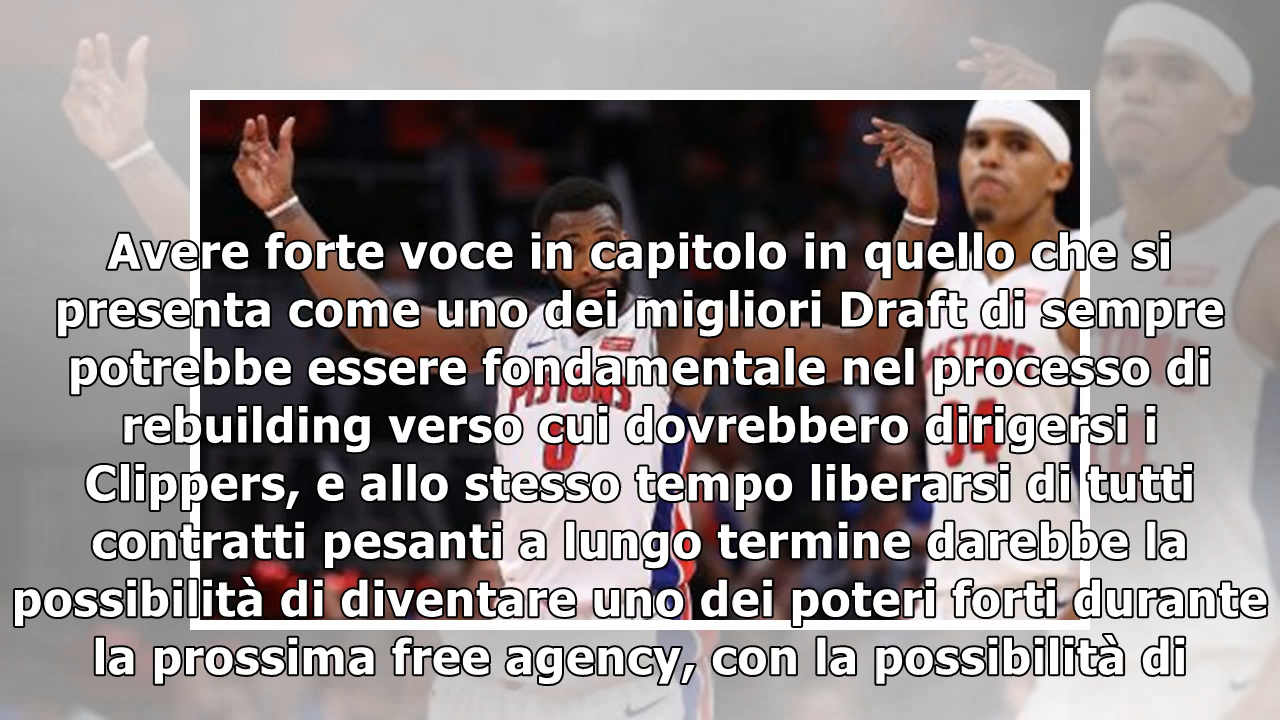 Avere forte voce in capitolo in quello che si
presenta come uno dei migliori Draft di sempre
potrebbe essere fondamentale nel processo di
rebuilding verso cui dovrebbero dirigersi i
Clippers, e allo stesso tempo liberarsi di tutti
contratti pesanti a lungo termine darebbe la
possibilità di diventare uno dei poteri forti durante
la prossima free agency, con la possibilità di
PISTONS
PISTONS
34